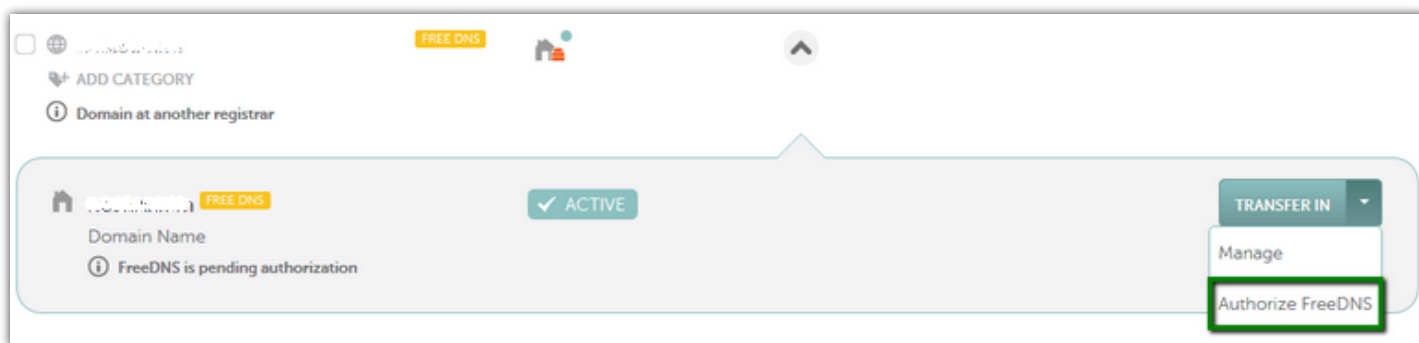 FREE DNS
ADD CATEGORY
Domain at another registrar
FREE DNS
ACTIVE
TRANSFER IN
Domain Name
Manage
FreeDNS is pending authorization
Authorize FreeDNS